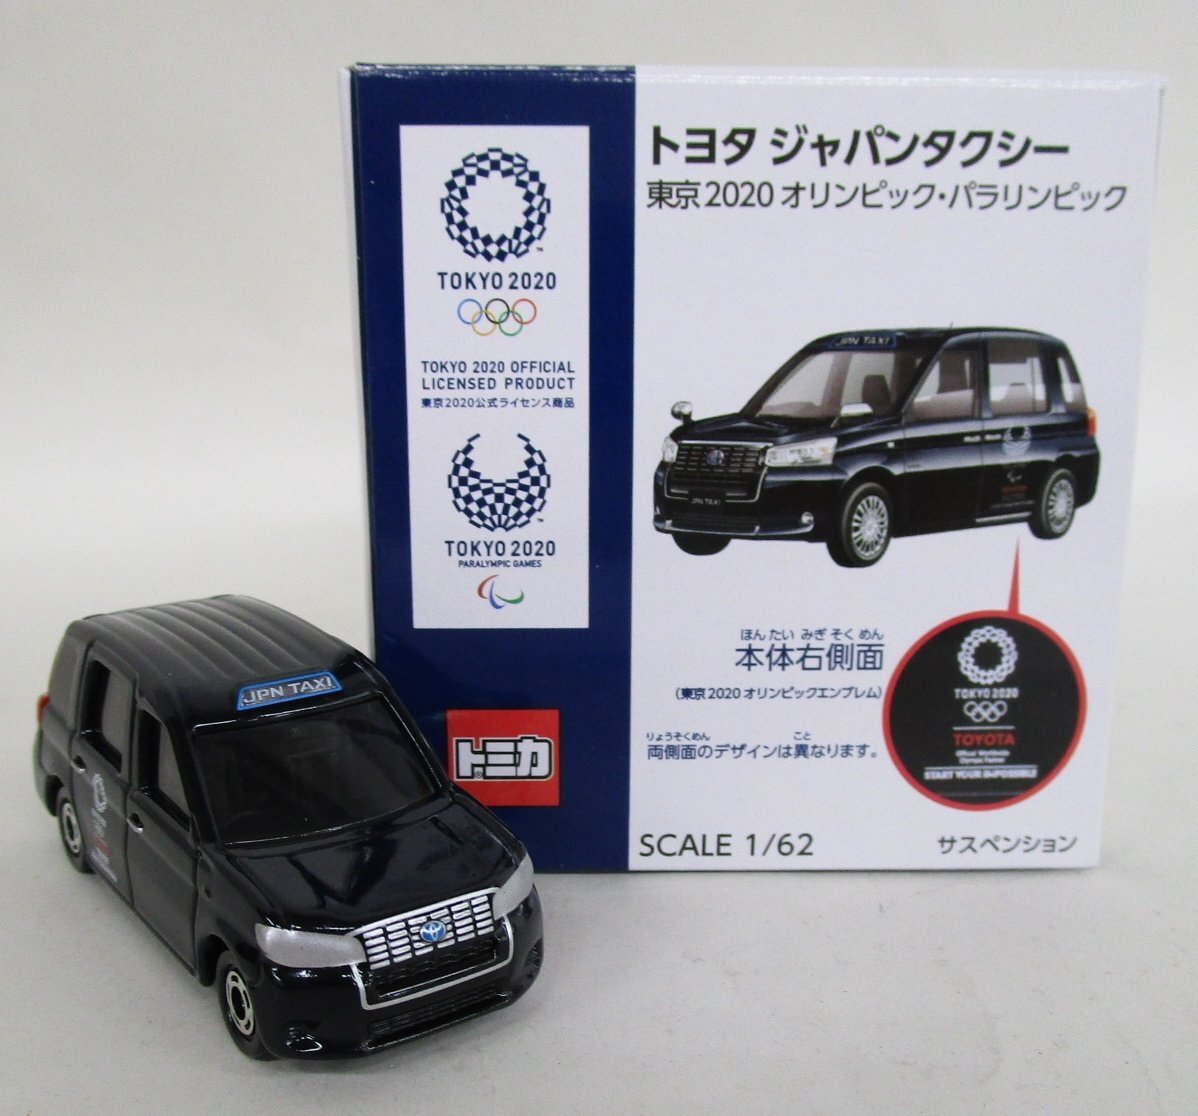 TOKYO 2020
TOKYO 2020 OFFICIAL
LICENSED PRODUCT
東京2020公式ライセンス商品
TOKYO 2020
PARALYMPIC GAMES
トミカ
トヨタ ジャパンタクシー
東京2020 オリンピック・パラリンピック
JPN TAXI
JPN TAXI
ほんたい みぎ そく めん
本体右側面
(東京2020 オリンピックエンブレム)
りょうそくめん こと
両側面のデザインは異なります。
TOKYO 2020
TOYOTA
Official Worldwide
Olympic Partner
START YOUR IMPOSSIBLE
SCALE 1/62
サスペンション
JPN TAXI